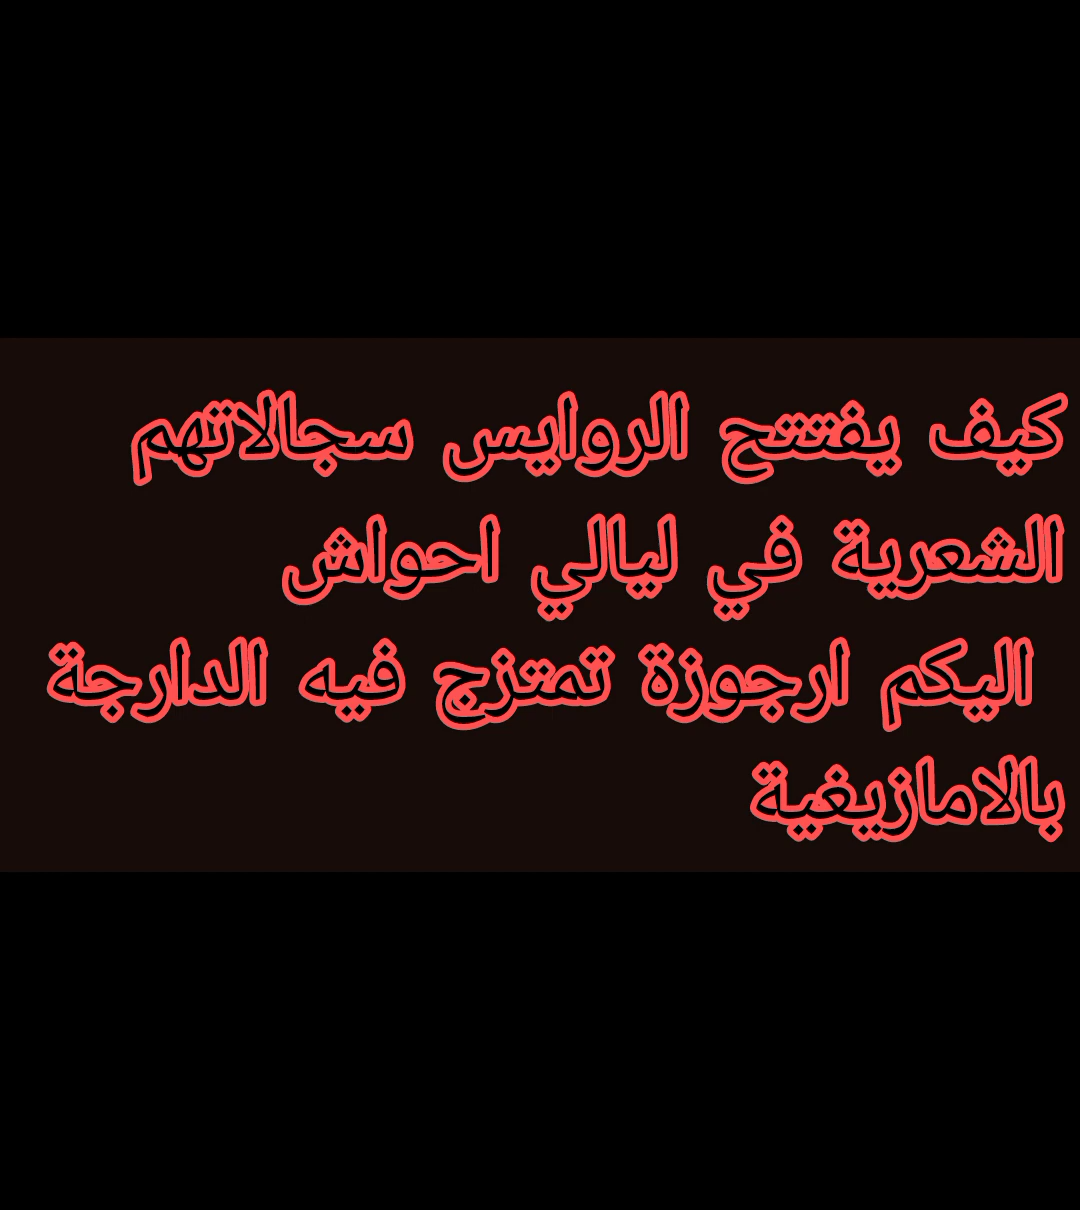 كيف يفتتح الروايس سجالاتهم
الشعرية في ليالي احواش
اليكم ارجوزة تمتزج فيه الدارجة
بالامازيغية